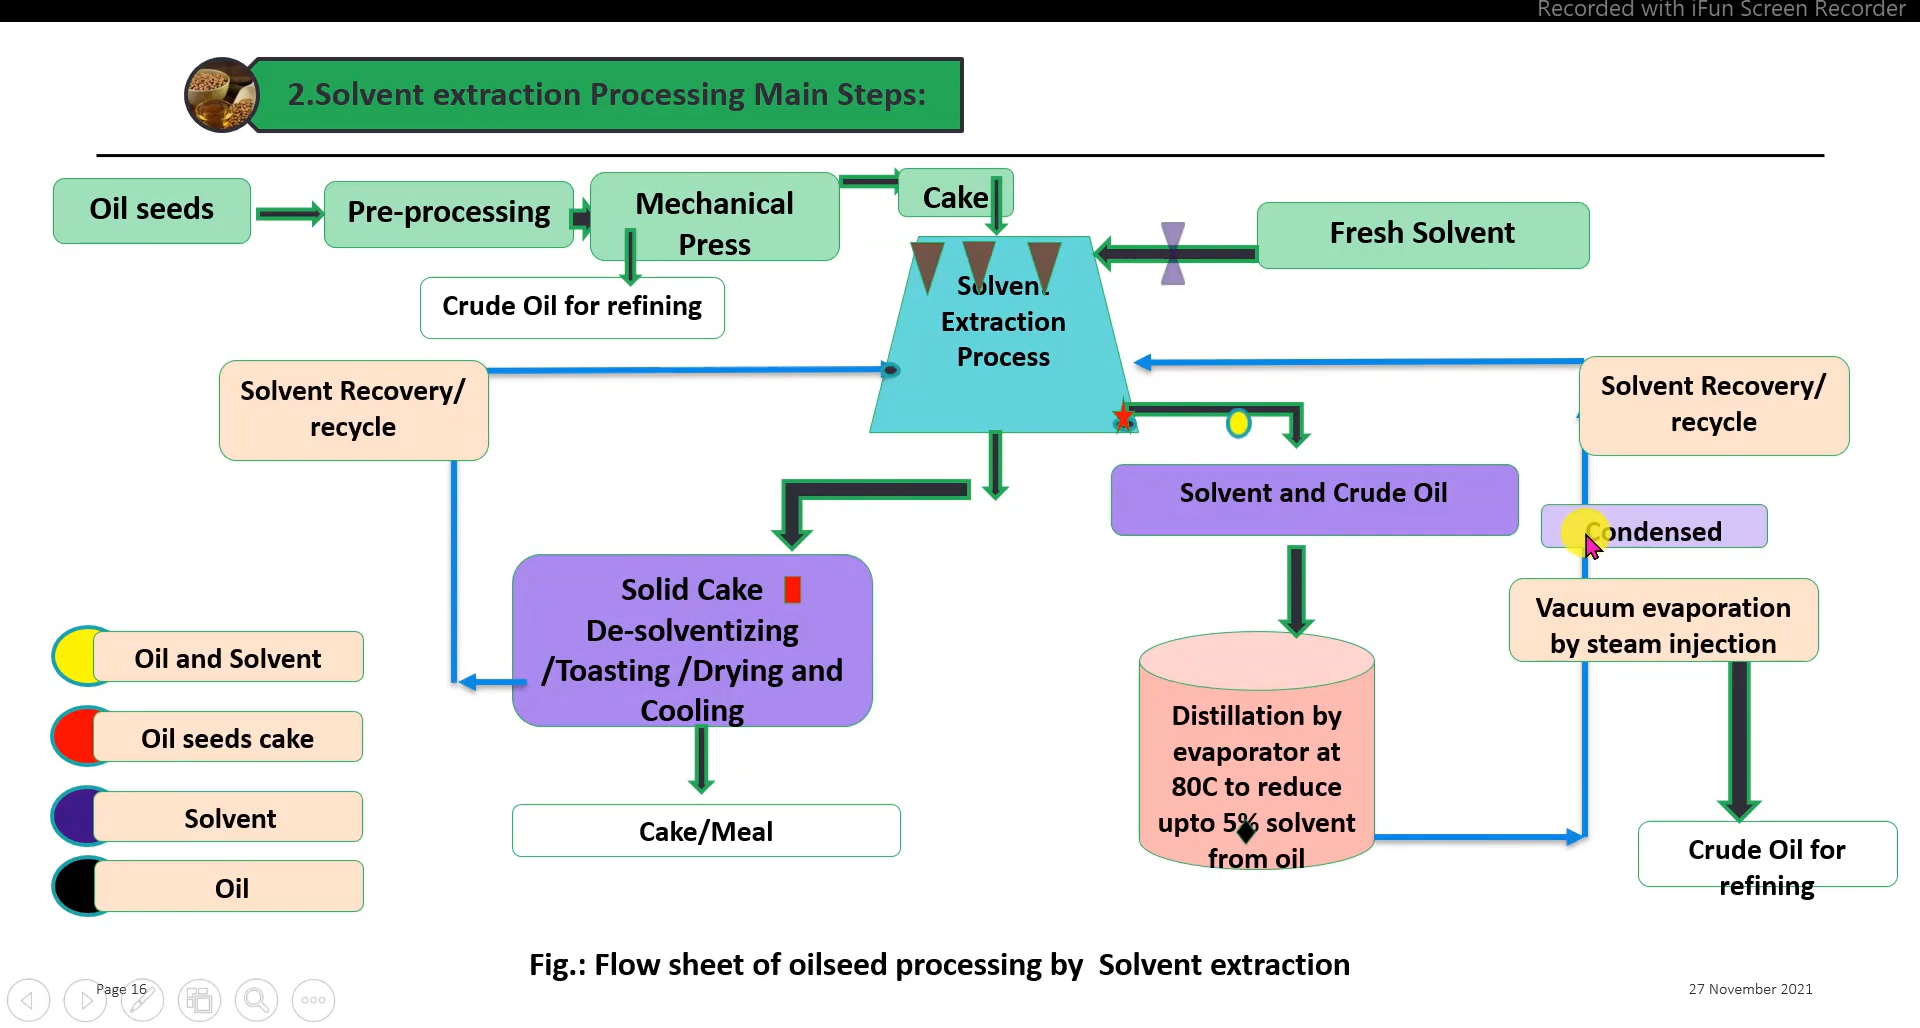 Recorded with iFun Screen Recorder
2.Solvent extraction Processing Main Steps:
Oil seeds
Pre-processing
Mechanical
Press
Cake
Fresh Solvent
Crude Oil for refining
Solvent
Extraction
Process
Solvent Recovery/
recycle
Solvent Recovery/
recycle
Solvent and Crude Oil
Condensed
Solid Cake
De-solventizing
/Toasting /Drying and
Cooling
Vacuum evaporation
by steam injection
Oil and Solvent
Oil seeds cake
Solvent
Oil
Distillation by
evaporator at
80C to reduce
upto 5% solvent
from oil
Cake/Meal
Crude Oil for
refining
Fig.: Flow sheet of oilseed processing by  Solvent extraction
Page 16
27 November 2021